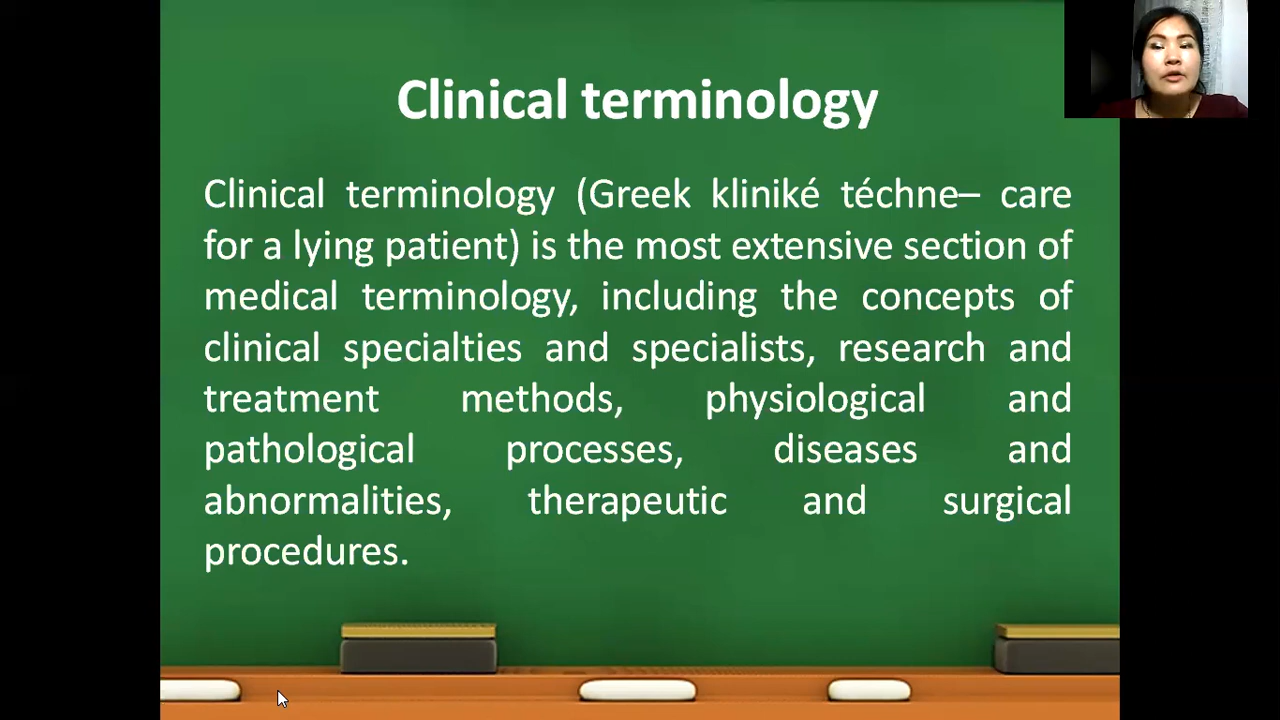 Clinical terminology
Clinical terminology (Greek kliniké téchne– care
for a lying patient) is the most extensive section of
medical terminology, including the concepts of
clinical specialties and specialists, research and
treatment methods, physiological and
pathological processes, diseases and
abnormalities, therapeutic and surgical
procedures.